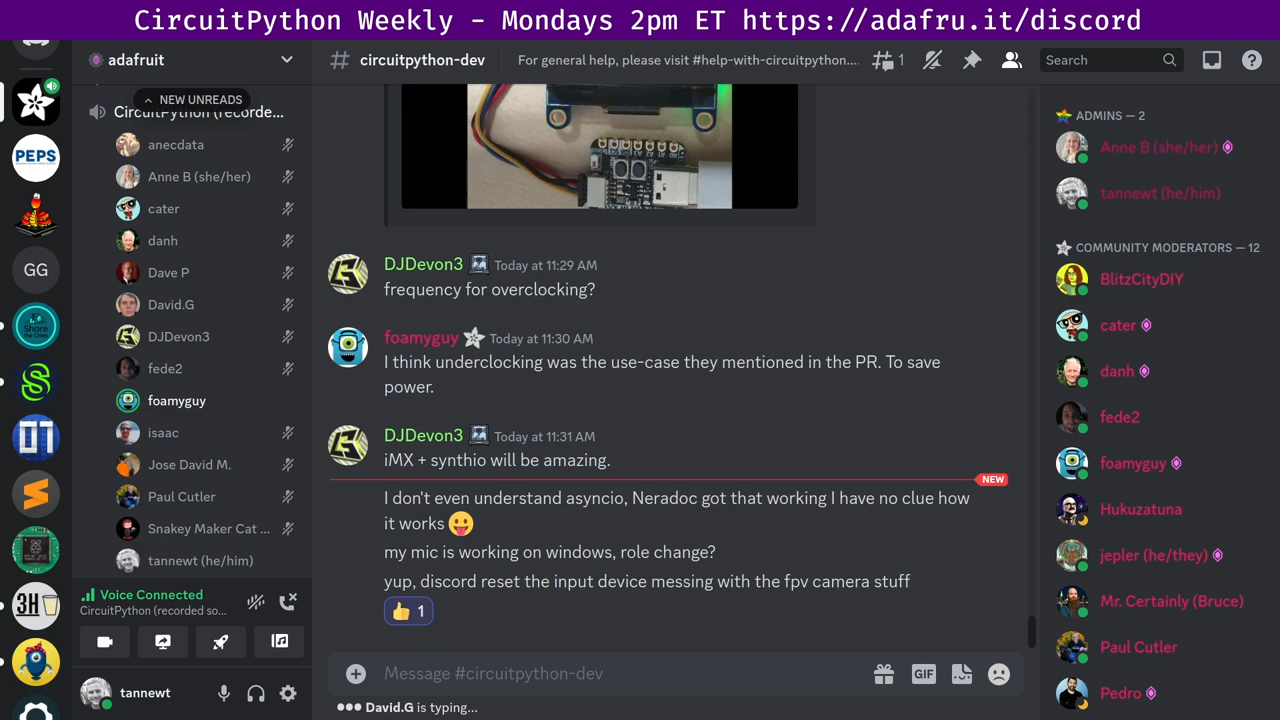 CircuitPython Weekly - Mondays 2pm ET https://adafru.it/discord
adafruit
NEW UNREADS
CircuitPython (recorde...
anecdata
Anne B (she/her)
cater
danh
Dave P
David.G
DJDevon3
fede2
foamyguy
isaac
Jose David M.
Paul Cutler
Snakey Maker Cat ...
tannewt (he/him)
Voice Connected
CircuitPython (recorded so...
tannewt
PEPS
GG
Share
the Cities
3H
circuitpython-dev
For general help, please visit #help-with-circuitpython....
1
Search
DJDevon3 Today at 11:29 AM
frequency for overclocking?
foamyguy Today at 11:30 AM
I think underclocking was the use-case they mentioned in the PR. To save
power.
DJDevon3 Today at 11:31 AM
iMX + synthio will be amazing.
NEW
I don't even understand asyncio, Neradoc got that working I have no clue how
it works
my mic is working on windows, role change?
yup, discord reset the input device messing with the fpv camera stuff
1
Message #circuitpython-dev
GIF
David.G is typing...
ADMINS — 2
Anne B (she/her)
tannewt (he/him)
COMMUNITY MODERATORS — 12
BlitzCityDIY
cater
danh
fede2
foamyguy
Hukuzatuna
jepler (he/they)
Mr. Certainly (Bruce)
Paul Cutler
Pedro